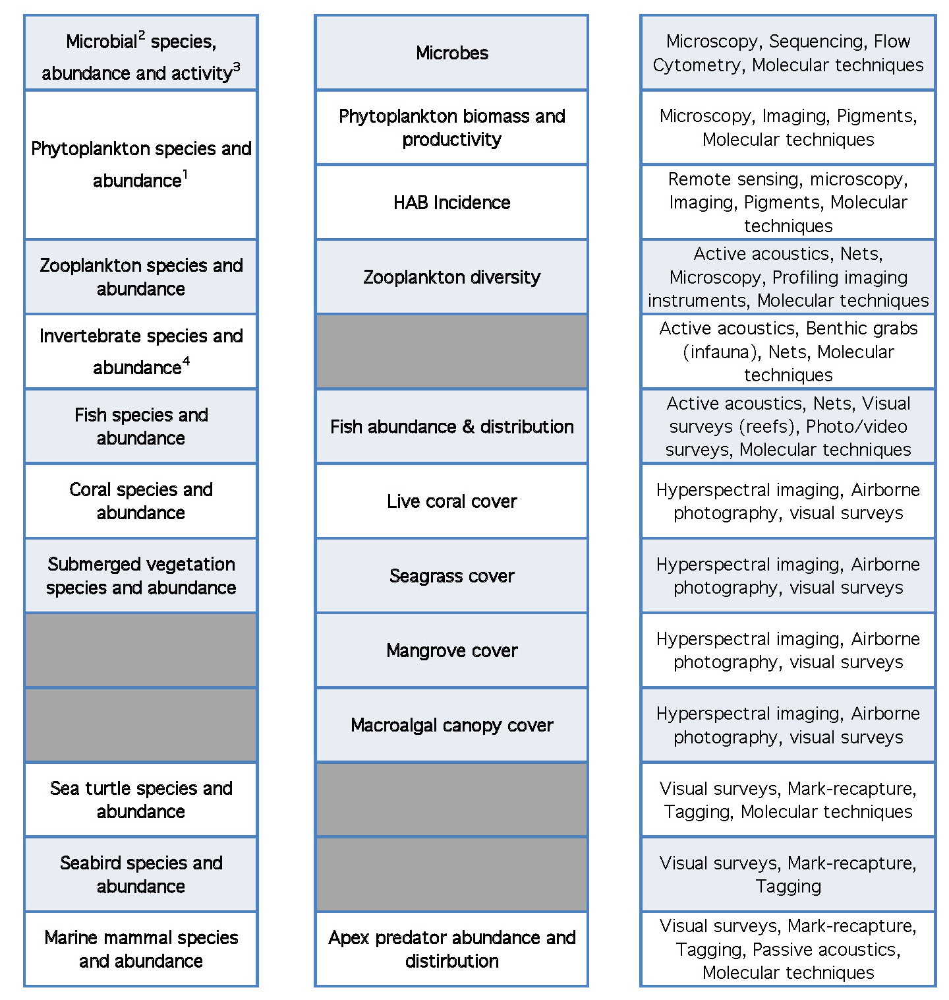 Microbial² species,
abundance and activity³
Microbes
Microscopy, Sequencing, Flow
Cytometry, Molecular techniques
Phytoplankton species and
abundance¹
Phytoplankton biomass and
productivity
Microscopy, Imaging, Pigments,
Molecular techniques
HAB Incidence
Remote sensing, microscopy,
Imaging, Pigments, Molecular
techniques
Zooplankton species and
abundance
Zooplankton diversity
Active acoustics, Nets,
Microscopy, Profiling imaging
instruments, Molecular techniques
Invertebrate species and
abundance⁴
Active acoustics, Benthic grabs
(infauna), Nets, Molecular
techniques
Fish species and
abundance
Fish abundance & distribution
Active acoustics, Nets, Visual
surveys (reefs), Photo/video
surveys, Molecular techniques
Coral species and
abundance
Live coral cover
Hyperspectral imaging, Airborne
photography, visual surveys
Submerged vegetation
species and abundance
Seagrass cover
Hyperspectral imaging, Airborne
photography, visual surveys
Mangrove cover
Hyperspectral imaging, Airborne
photography, visual surveys
Macroalgal canopy cover
Hyperspectral imaging, Airborne
photography, visual surveys
Sea turtle species and
abundance
Visual surveys, Mark-recapture,
Tagging, Molecular techniques
Seabird species and
abundance
Visual surveys, Mark-recapture,
Tagging
Marine mammal species
and abundance
Apex predator abundance and
distirbution
Visual surveys, Mark-recapture,
Tagging, Passive acoustics,
Molecular techniques